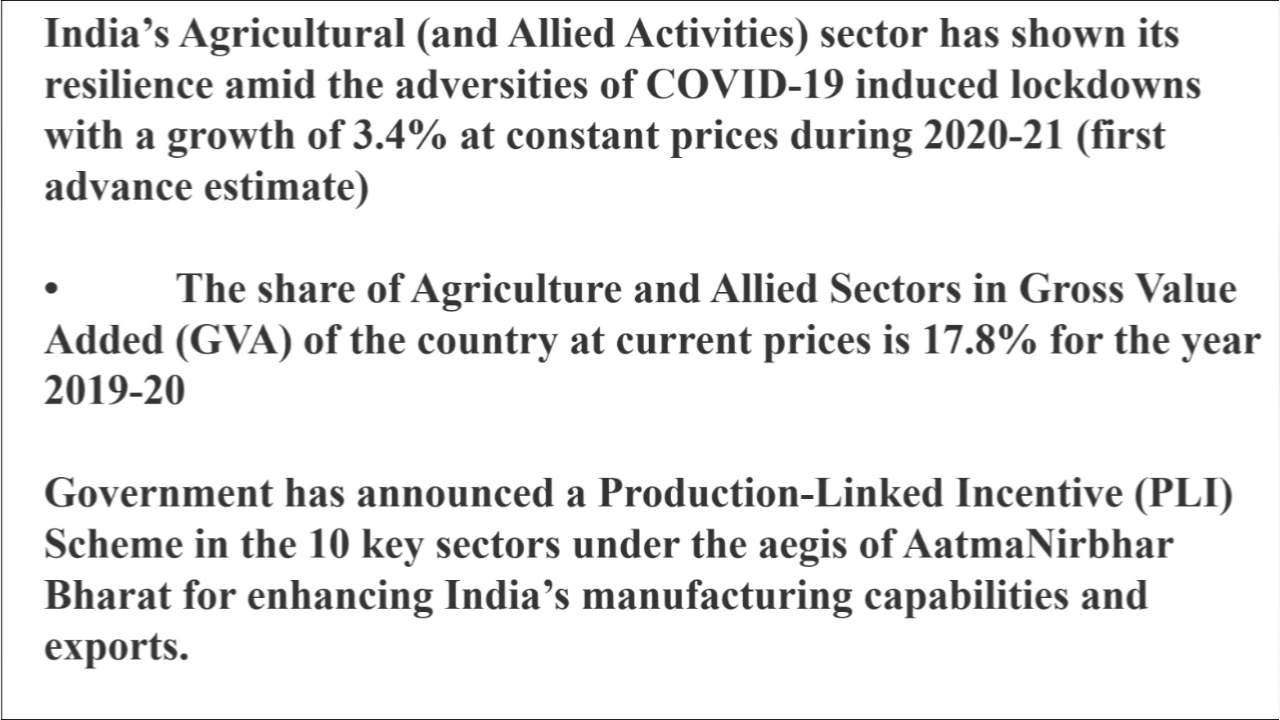 India’s Agricultural (and Allied Activities) sector has shown its
resilience amid the adversities of COVID-19 induced lockdowns
with a growth of 3.4% at constant prices during 2020-21 (first
advance estimate)
• The share of Agriculture and Allied Sectors in Gross Value
Added (GVA) of the country at current prices is 17.8% for the year
2019-20
Government has announced a Production-Linked Incentive (PLI)
Scheme in the 10 key sectors under the aegis of AatmaNirbhar
Bharat for enhancing India’s manufacturing capabilities and
exports.